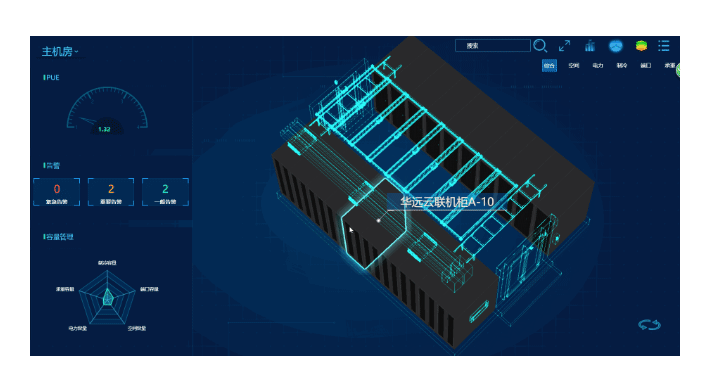 主机房
搜索
综合 空间 电力 制冷 端口 承重
PUE
1.32
告警
0 2 2
紧急告警 重要告警 一般告警
华远云联机柜A-10
容量管理
制冷容量
承重容量 端口容量
电力容量 空间容量